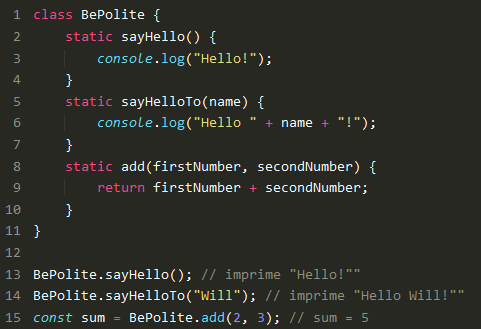 1 class BePolite {
2     static sayHello() {
3         console.log("Hello!");
4     }
5     static sayHelloTo(name) {
6         console.log("Hello " + name + "!");
7     }
8     static add(firstNumber, secondNumber) {
9         return firstNumber + secondNumber;
10     }
11 }
12
13 BePolite.sayHello(); // imprime "Hello!""
14 BePolite.sayHelloTo("Will"); // imprime "Hello Will!""
15 const sum = BePolite.add(2, 3); // sum = 5